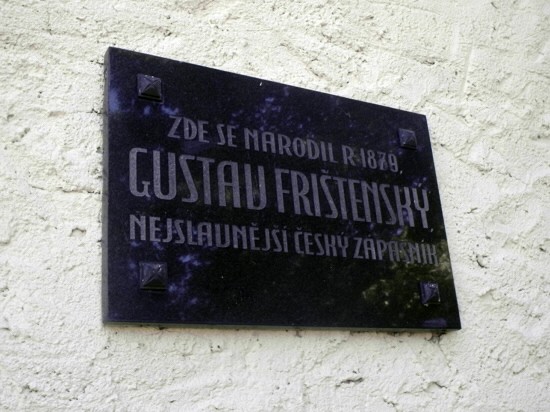 ZDE SE NARODIL R.1879,
GUSTAV FRIŠTENSKÝ,
NEJSLAVNĚJŠÍ ČESKÝ ZÁPASNÍK